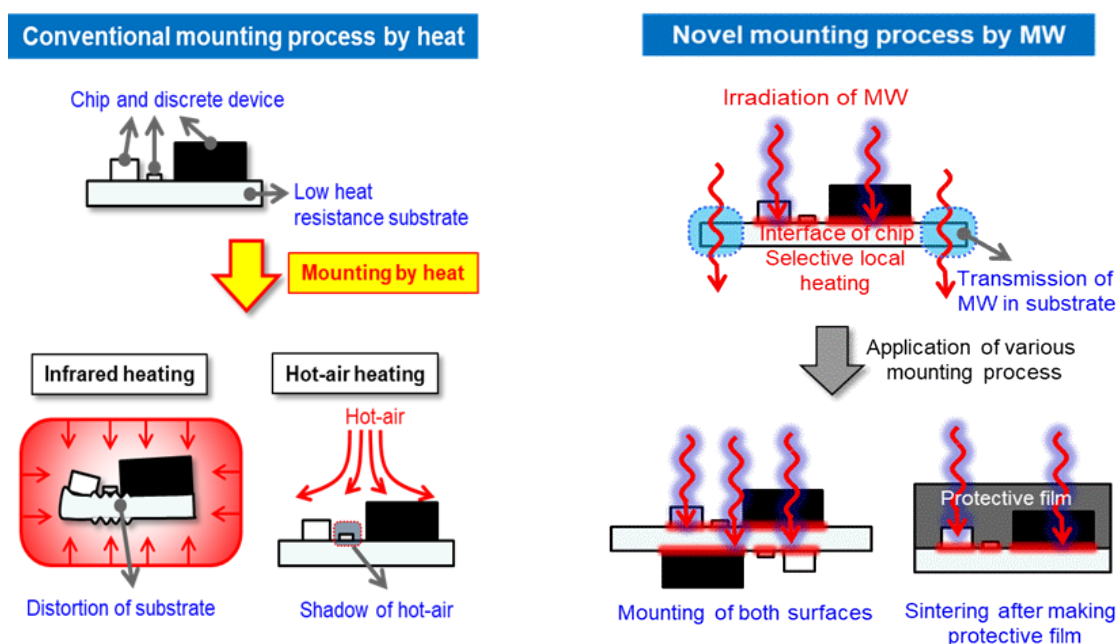 Conventional mounting process by heat
Chip and discrete device
Low heat
resistance substrate
Mounting by heat
Infrared heating
Hot-air heating
Hot-air
Distortion of substrate
Shadow of hot-air
Novel mounting process by MW
Irradiation of MW
Interface of chip
Selective local
heating
Transmission of
MW in substrate
Application of various
mounting process
Protective film
Mounting of both surfaces
Sintering after making
protective film